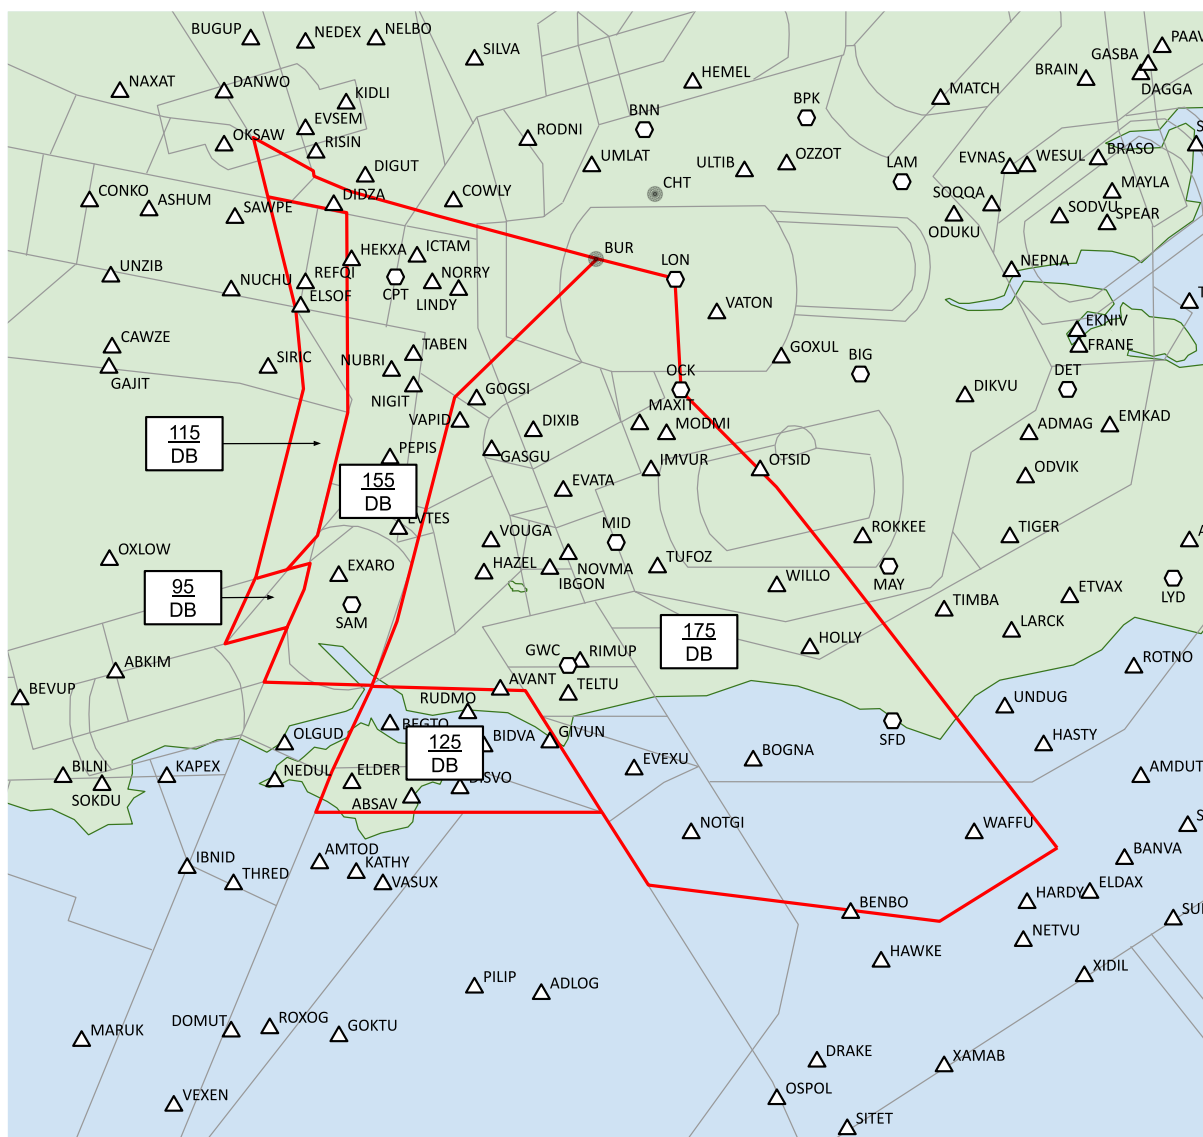 BUGUP
NEDEX
NELBO
SILVA
HEMEL
PAAV
GASBA
BRAIN
DAGGA
NAXAT
DANWO
KIDLI
MATCH
BNN
BPK
EVSEM
RODNI
OKSAW
RISIN
UMLAT
ULTIB
OZZOT
LAM
EVNAS
WESUL
BRASO
S
DIGUT
CHT
CONKO
ASHUM
SAWPE
DIDZA
COWLY
SOQQA
ODUKU
SODVU
MAYLA
SPEAR
HEKXA
ICTAM
BUR
LON
NEPNA
UNZIB
NUCHU
REFQI
CPT
NORRY
LINDY
ELSOF
VATON
T
CAWZE
GAJIT
SIRIC
NUBRI
TABEN
NIGIT
GOXUL
BIG
EKNIV
FRANE
OCK
DET
GOGSI
VAPID
DIXIB
MAXIT
MODMI
DIKVU
ADMAG
EMKAD
115
DB
PEPIS
GASGU
IMVUR
OTSID
ODVIK
155
DB
EVATA
EVTES
VOUGA
MID
ROKKEE
TIGER
A
OXLOW
EXARO
HAZEL
NOVMA
IBGON
TUFOZ
WILLO
MAY
LYD
95
DB
SAM
TIMBA
ETVAX
LARCK
175
DB
HOLLY
ABKIM
GWC
RIMUP
ROTNO
BEVUP
AVANT
TELTU
RUDMO
UNDUG
BEGTO
SFD
OLGUD
125
DB
BIDVA
GIVUN
HASTY
BILNI
SOKDU
KAPEX
NEDUL
ELDER
DISVO
EVEXU
BOGNA
AMDUT
ABSAV
NOTGI
WAFFU
S
IBNID
AMTOD
KATHY
BANVA
THRED
VASUX
HARDY
ELDAX
BENBO
SUI
NETVU
HAWKE
XIDIL
PILIP
ADLOG
MARUK
DOMUT
ROXOG
GOKTU
DRAKE
XAMAB
VEXEN
OSPOL
SITET